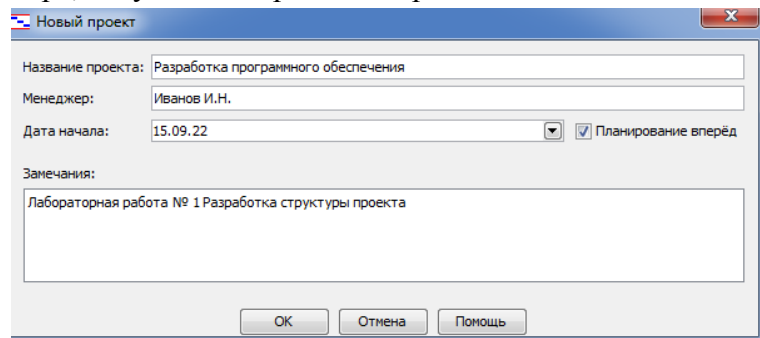 Новый проект
Название проекта: Разработка программного обеспечения
Менеджер: Иванов И.Н.
Дата начала: 15.09.22 Планирование вперёд
Замечания:
Лабораторная работа № 1 Разработка структуры проекта
ОК Отмена Помощь